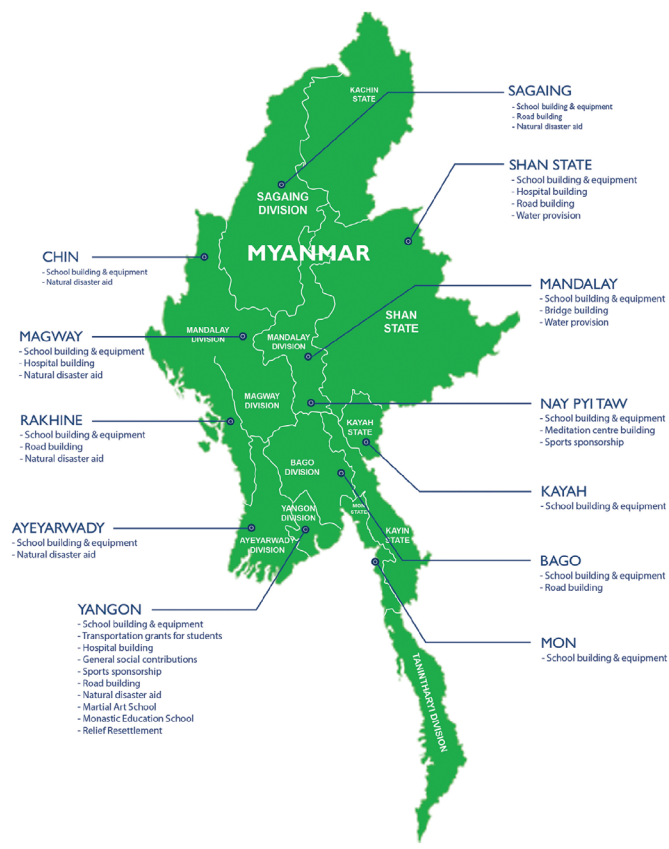 KACHIN
STATE
SAGAING
- School building & equipment
- Road building
- Natural disaster aid
SHAN STATE
- School building & equipment
- Hospital building
- Road building
- Water provision
SAGAING
DIVISION
MYANMAR
CHIN
- School building & equipment
- Natural disaster aid
MANDALAY
- School building & equipment
- Bridge building
- Water provision
SHAN
STATE
MANDALAY
DIVISION
MANDALAY
DIVISION
MAGWAY
- School building & equipment
- Hospital building
- Natural disaster aid
MAGWAY
DIVISION
NAY PYI TAW
- School building & equipment
- Meditation centre building
- Sports sponsorship
RAKHINE
- School building & equipment
- Road building
- Natural disaster aid
KAYAH
STATE
BAGO
DIVISION
KAYAH
- School building & equipment
YANGON
DIVISION
MON
STATE
KAYIN
STATE
AYEYARWADY
DIVISION
AYEYARWADY
- School building & equipment
- Natural disaster aid
BAGO
- School building & equipment
- Road building
YANGON
- School building & equipment
- Transportation grants for students
- Hospital building
- General social contributions
- Sports sponsorship
- Road building
- Natural disaster aid
- Martial Art School
- Monastic Education School
- Relief Resettlement
MON
- School building & equipment
TANINTHARYI DIVISION